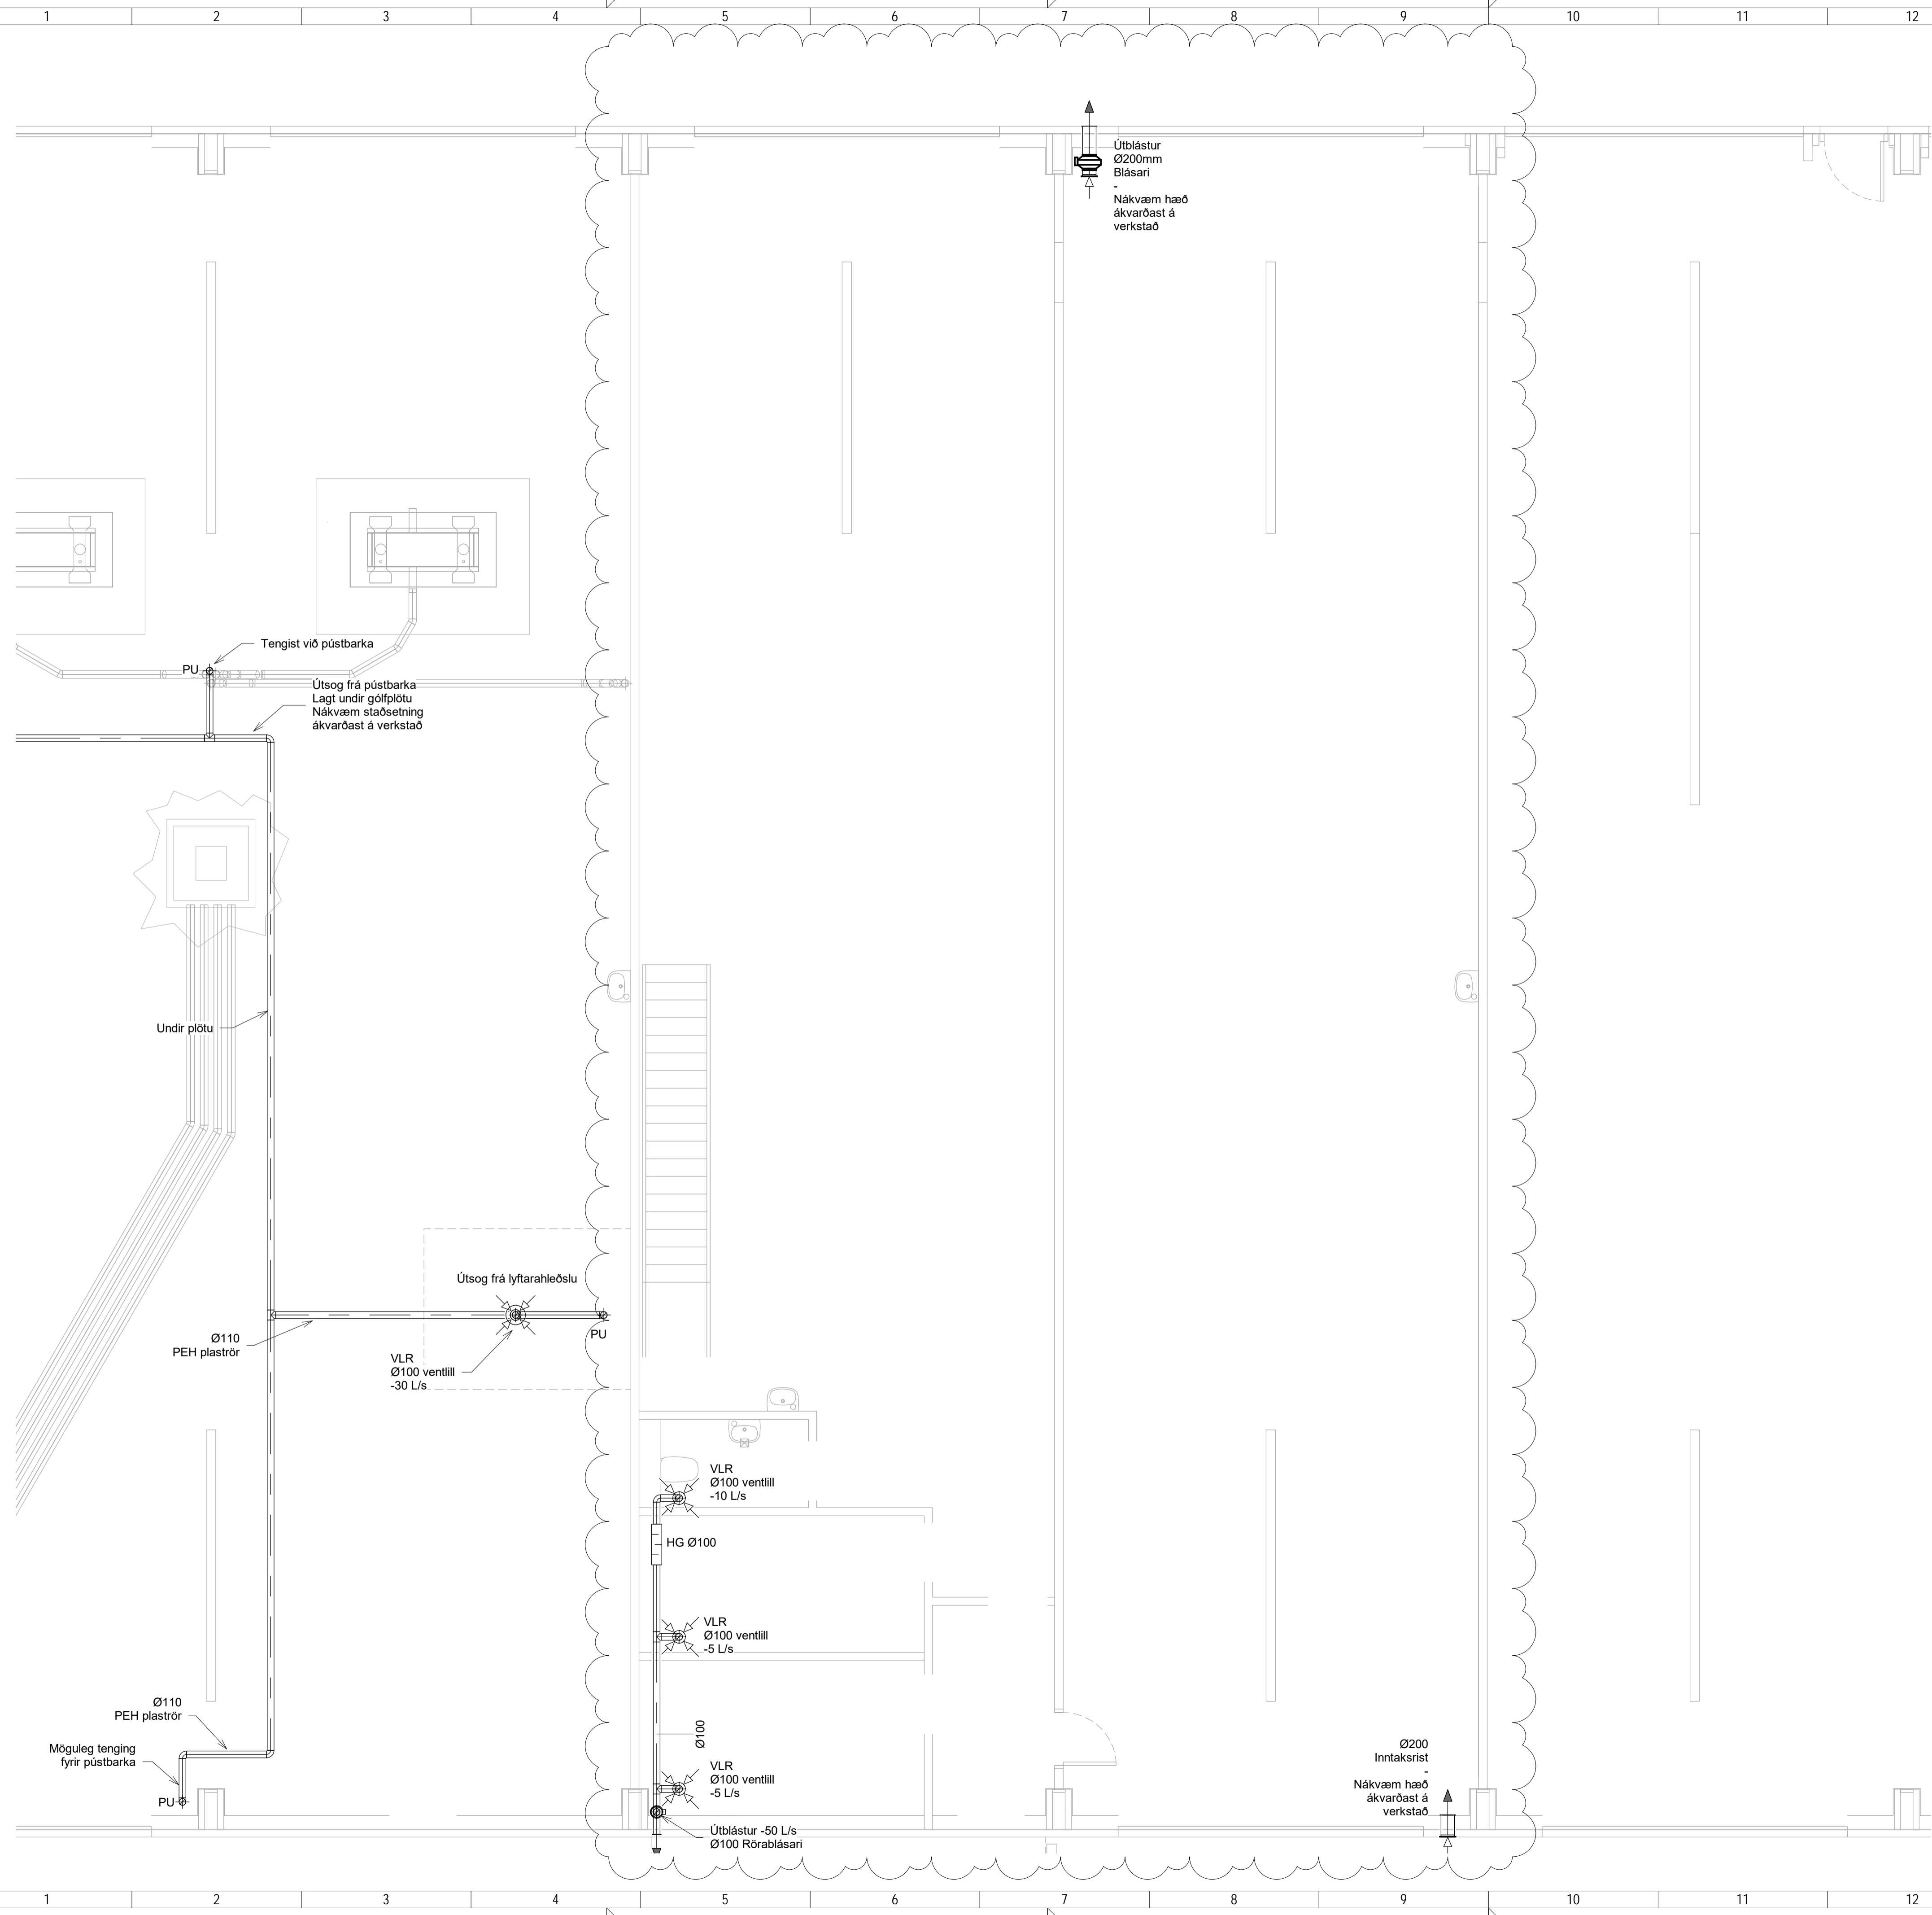 1 2 3 4 5 6 7 8 9 10 11 12
Útblástur
Ø200mm
Blásari
-
Nákvæm hæð
ákvarðast á
verkstað
Tengist við pústbarka
PU
Útsog frá pústbarka
Lagt undir gólfplötu
Nákvæm staðsetning
ákvarðast á verkstað
Undir plötu
Útsog frá lyftarahleðslu
PU
Ø110
PEH plaströr
VLR
Ø100 ventlill
-30 L/s
VLR
Ø100 ventlill
-10 L/s
HG Ø100
VLR
Ø100 ventlill
-5 L/s
Ø110
PEH plaströr
Möguleg tenging
fyrir pústbarka
PU
Ø100
VLR
Ø100 ventlill
-5 L/s
Útblástur -50 L/s
Ø100 Rörablásari
Ø200
Inntaksrist
-
Nákvæm hæð
ákvarðast á
verkstað
1 2 3 4 5 6 7 8 9 10 11 12